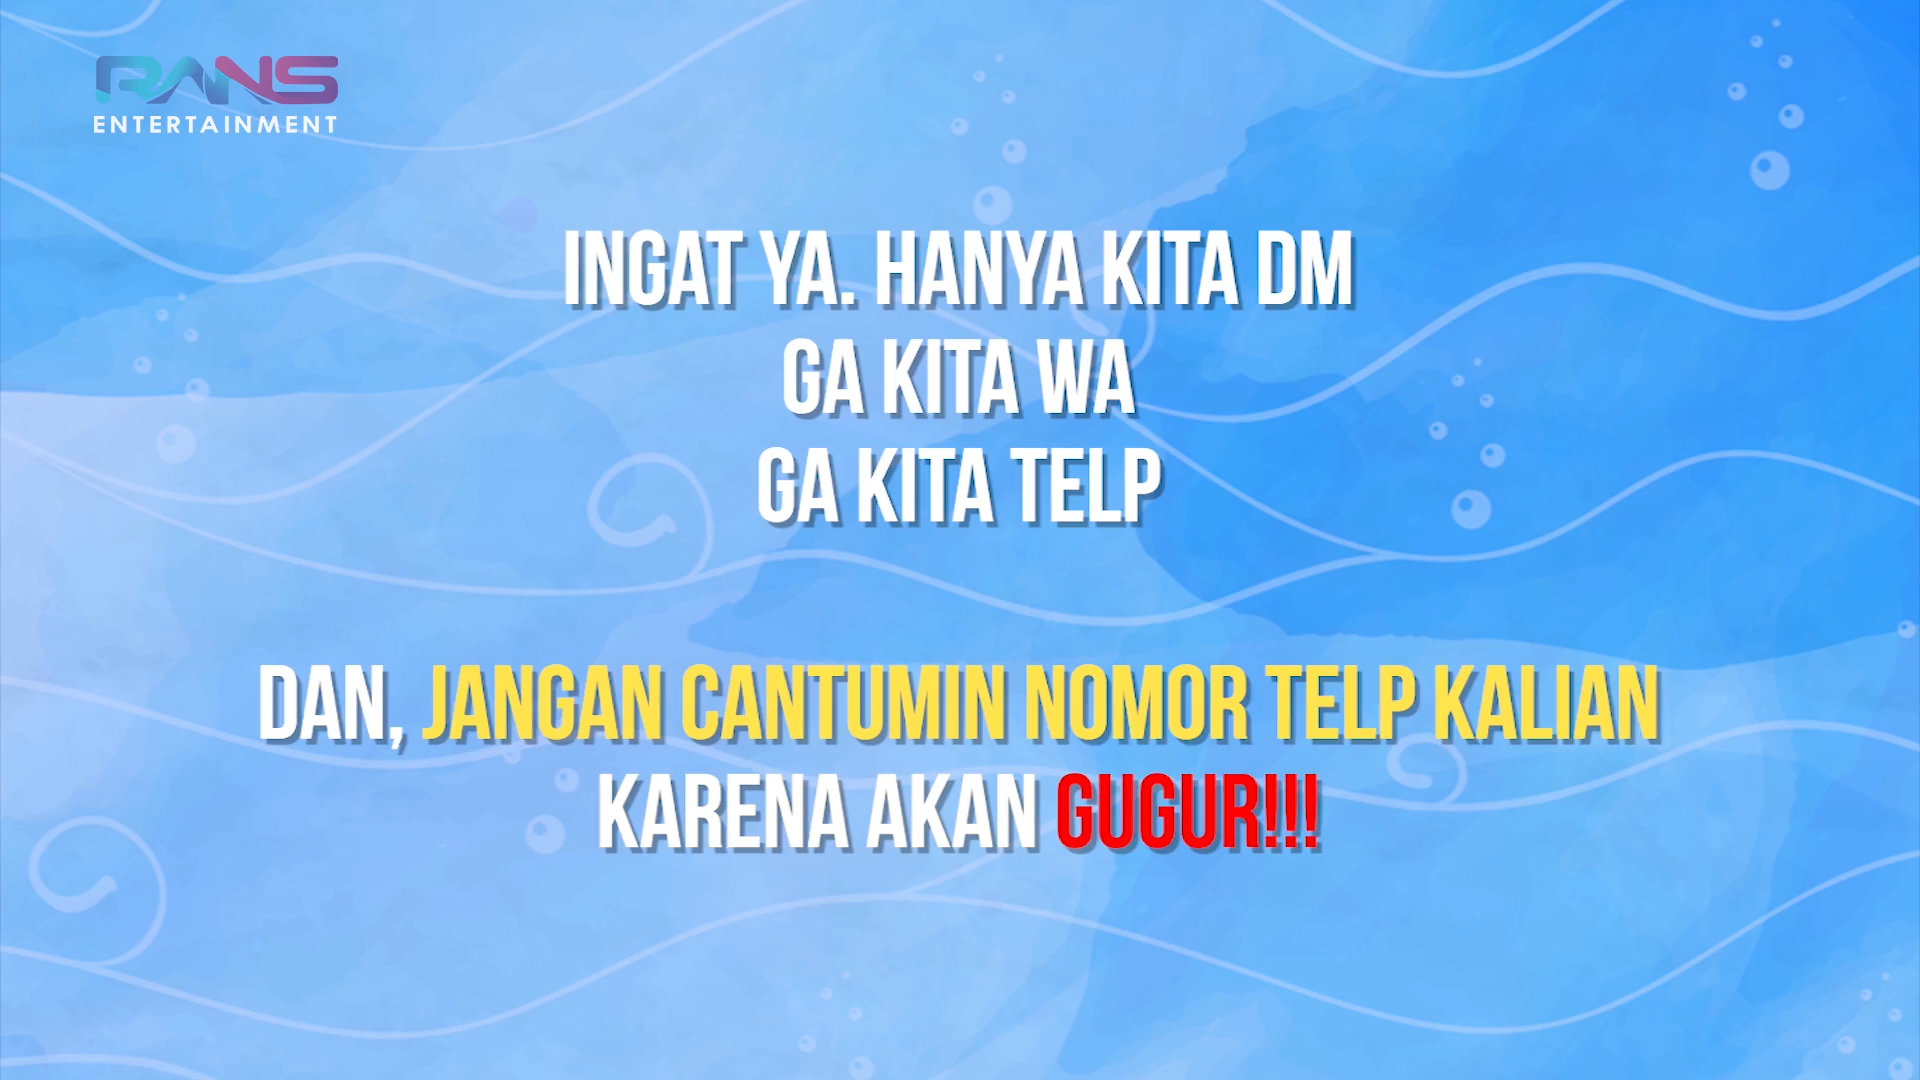 RANS
ENTERTAINMENT
INGAT YA. HANYA KITA DM
GA KITA WA
GA KITA TELP
DAN, JANGAN CANTUMIN NOMOR TELP KALIAN
KARENA AKAN GUGUR!!!